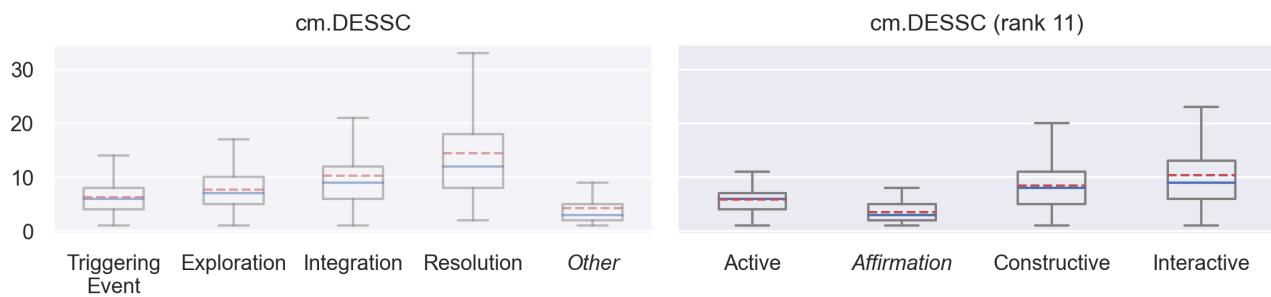 cm.DESSC
cm.DESSC (rank 11)
30
20
10
0
Triggering
Event
Exploration
Integration
Resolution
Other
Active
Affirmation
Constructive
Interactive